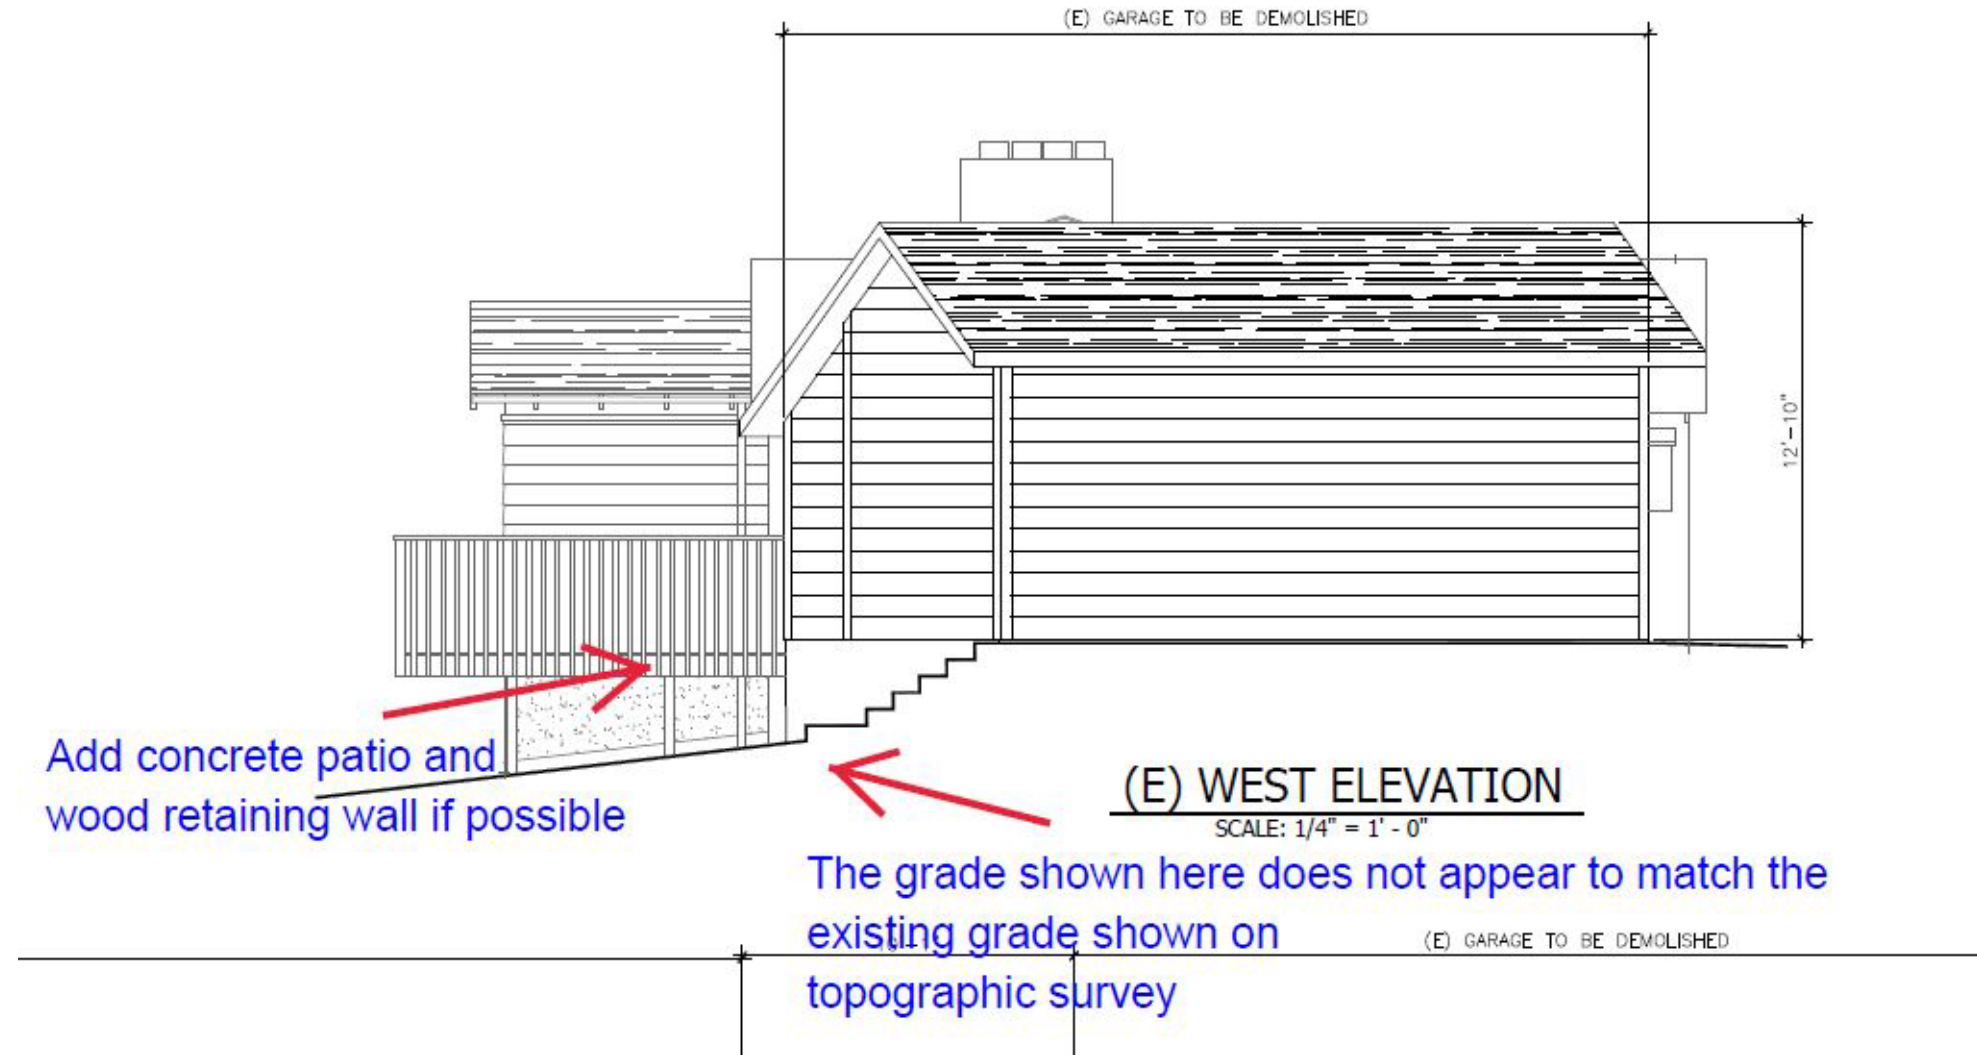 (E) GARAGE TO BE DEMOLISHED
12'-10"
Add concrete patio and
wood retaining wall if possible
(E) WEST ELEVATION
SCALE: 1/4" = 1' - 0"
The grade shown here does not appear to match the
existing grade shown on
(E) GARAGE TO BE DEMOLISHED
topographic survey